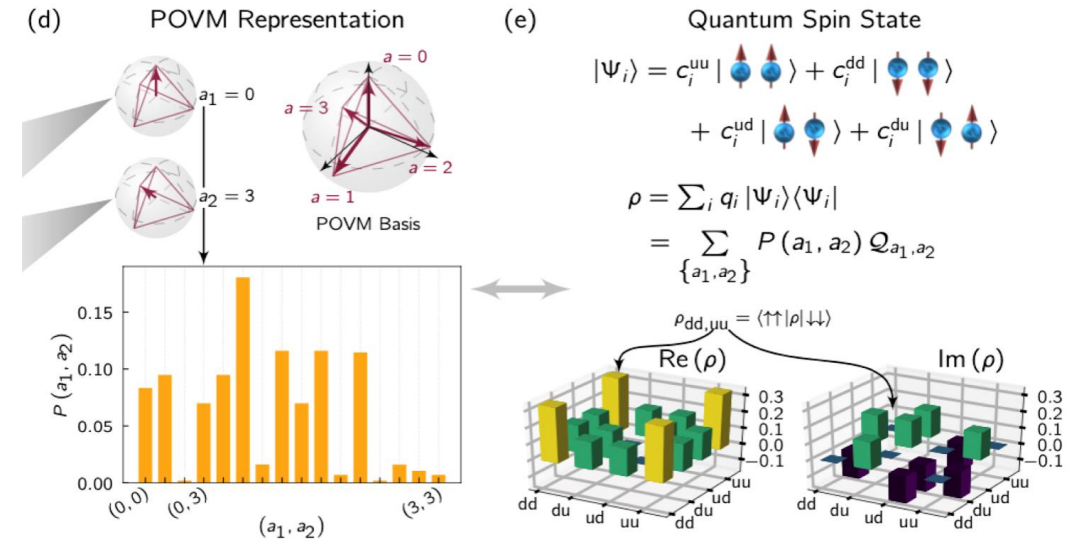 (d) POVM Representation
a₁ = 0
a₂ = 3
a = 0
a = 3
a = 2
a = 1
POVM Basis
P (a₁, a₂)
0.15
0.10
0.05
0.00
(0, 0)
(0, 3)
(3, 3)
(a₁, a₂)
(e) Quantum Spin State
|Ψᵢ⟩ = cᵢᵘᵘ | ⟩ + cᵢᵈᵈ | ⟩
+ cᵢᵘᵈ | ⟩ + cᵢᵈᵘ | ⟩
ρ = ∑ᵢ qᵢ |Ψᵢ⟩⟨Ψᵢ|
= ∑ P (a₁, a₂) 𝒬ₐ₁,ₐ₂
{a₁,a₂}
ρdd,uu = ⟨↑↑|ρ|↓↓⟩
Re (ρ)
Im (ρ)
0.3
0.2
0.1
0.0
−0.1
dd
du
ud
uu
dd
du
ud
uu
0.3
0.2
0.1
0.0
−0.1
dd
du
ud
uu
dd
du
ud
uu